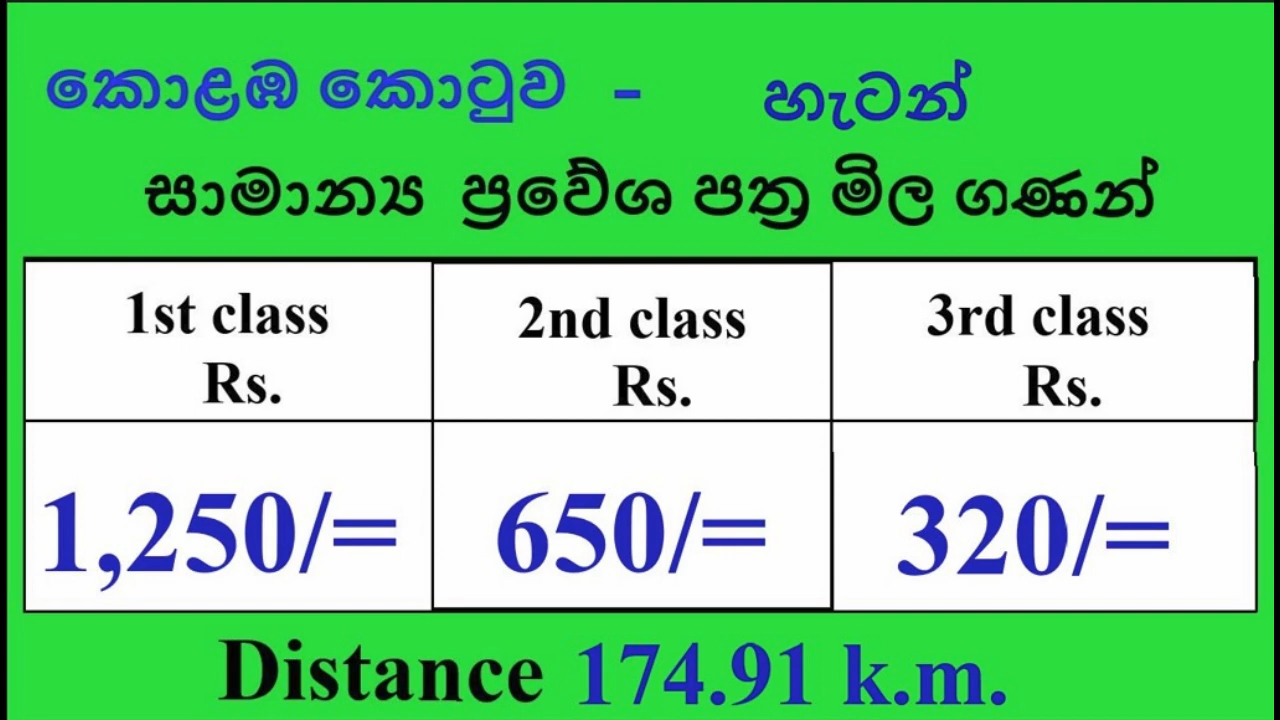 කොළඹ කොටුව - හැටන්
සාමාන්‍ය ප්‍රවේශ පත්‍ර මිල ගණන්
1st class 2nd class 3rd class
Rs. Rs. Rs.
1,250/= 650/= 320/=
Distance 174.91 k.m.